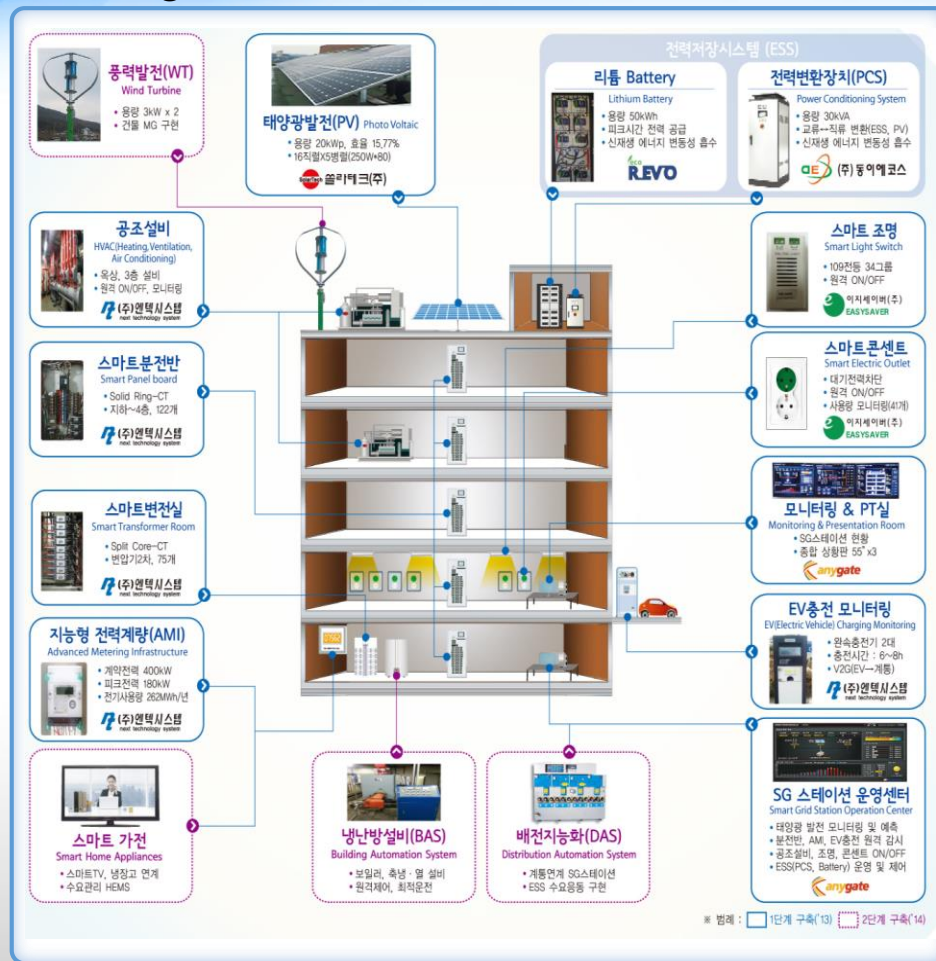 풍력발전(WT)
Wind Turbine
• 용량 3kW x 2
• 건물 MG 구현
태양광발전(PV) Photo Voltaic
• 용량 20kWp, 효율 15,77%
• 16직렬X5병렬(250W*80)
SolarTech 쏠라테크(주)
전력저장시스템 (ESS)
리튬 Battery
Lithium Battery
• 용량 50kWh
• 피크시간 전력 공급
• 신재생 에너지 변동성 흡수
eco
REVO
전력변환장치(PCS)
Power Conditioning System
• 용량 30kVA
• 교류↔직류 변환(ESS, PV)
• 신재생 에너지 변동성 흡수
(주)동이에코스
공조설비
HVAC(Heating, Ventilation,
Air Conditioning)
• 옥상, 3층 설비
• 원격 ON/OFF, 모니터링
(주)엔텍시스템
next technology system
스마트분전반
Smart Panel board
• Solid Ring-CT
• 지하~4층, 122개
(주)엔텍시스템
next technology system
스마트변전실
Smart Transformer Room
• Split Core-CT
• 변압기2차, 75개
(주)엔텍시스템
next technology system
지능형 전력계량(AMI)
Advanced Metering Infrastructure
• 계약전력 400kW
• 피크전력 180kW
• 전기사용량 262MWh/년
(주)엔텍시스템
next technology system
스마트 가전
Smart Home Appliances
• 스마트TV, 냉장고 연계
• 수요관리 HEMS
냉난방설비(BAS)
Building Automation System
• 보일러, 축냉·열 설비
• 원격제어, 최적운전
배전지능화(DAS)
Distribution Automation System
• 계통연계 SG스테이션
• ESS 수요응동 구현
스마트 조명
Smart Light Switch
• 109전등 34그룹
• 원격 ON/OFF
이지세이버(주)
EASYSAVER
스마트콘센트
Smart Electric Outlet
• 대기전력차단
• 원격 ON/OFF
• 사용량 모니터링(41개)
이지세이버(주)
EASYSAVER
모니터링 & PT실
Monitoring & Presentation Room
• SG스테이션 현황
• 종합 상황판 55" x3
anygate
EV충전 모니터링
EV(Electric Vehicle) Charging Monitoring
• 완속충전기 2대
• 충전시간 : 6~8h
• V2G(EV→계통)
(주)엔텍시스템
next technology system
SG 스테이션 운영센터
Smart Grid Station Operation Center
• 태양광 발전 모니터링 및 예측
• 분전반, AMI, EV충전 원격 감시
• 공조설비, 조명, 콘센트 ON/OFF
• ESS(PCS, Battery) 운영 및 제어
anygate
※ 범례 : 1단계 구축('13) 2단계 구축('14)